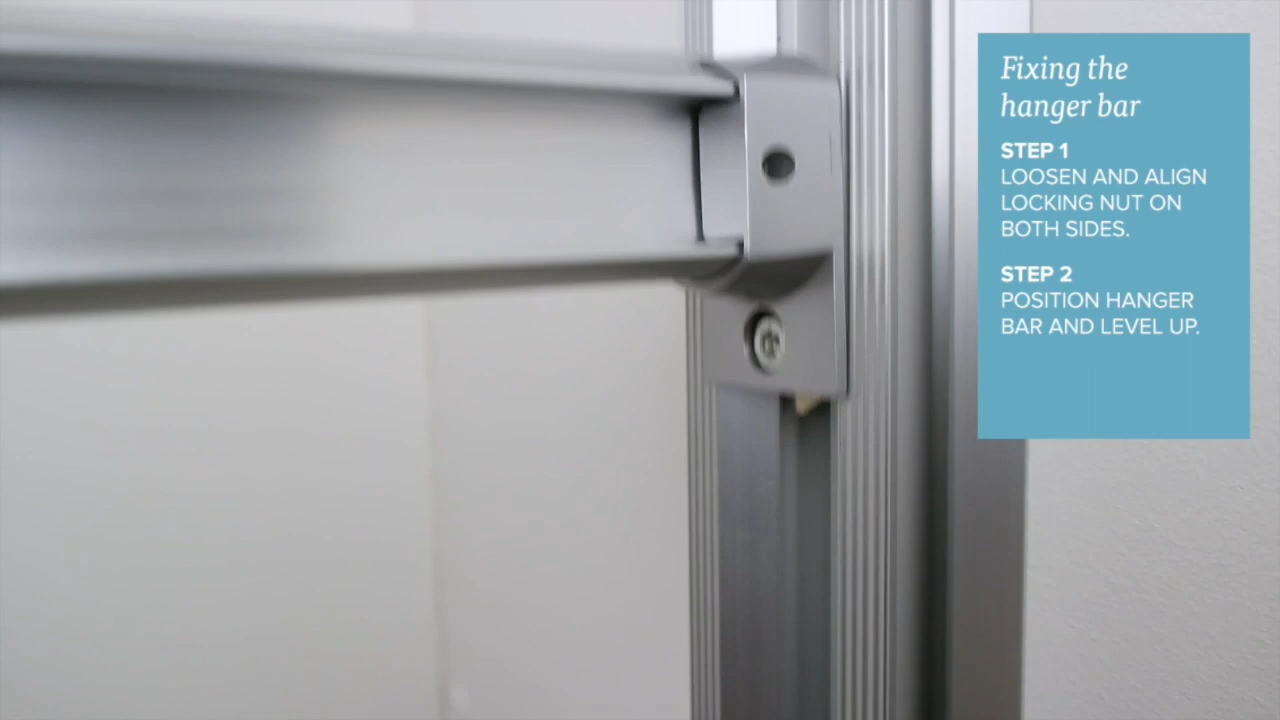 Fixing the
hanger bar
STEP 1
LOOSEN AND ALIGN
LOCKING NUT ON
BOTH SIDES.
STEP 2
POSITION HANGER
BAR AND LEVEL UP.